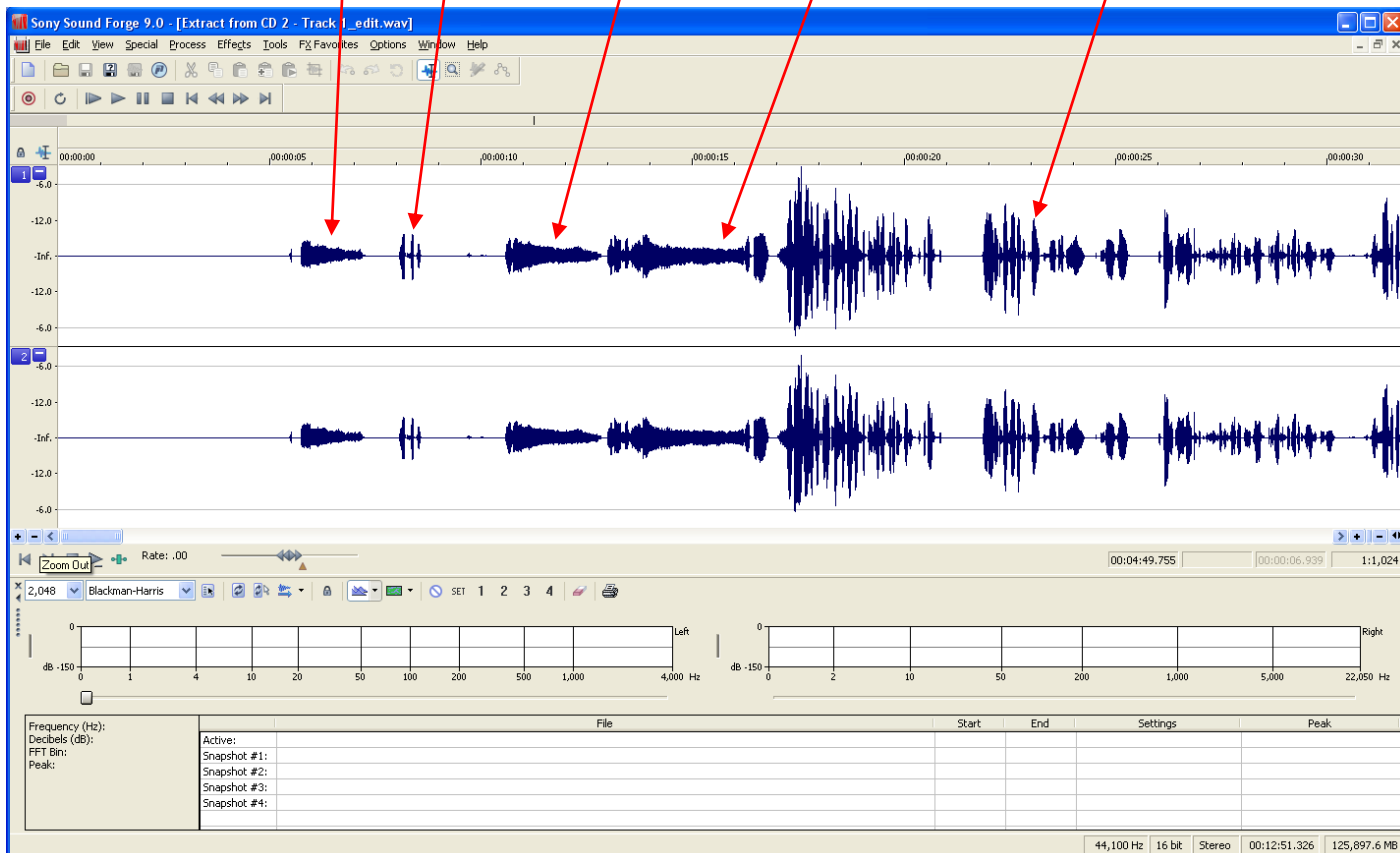 Sony Sound Forge 9.0 - [Extract from CD 2 - Track 1_edit.wav]
File Edit View Special Process Effects Tools FX Favorites Options Window Help
00:00:00 00:00:05 00:00:10 00:00:15 00:00:20 00:00:25 00:00:30
1
-6.0
-12.0
-Inf.
-12.0
-6.0
2
-6.0
-12.0
-Inf.
-12.0
-6.0
Rate: .00
Zoom Out
00:04:49.755 00:00:06.939 1:1,024
2,048 Blackman-Harris SET 1 2 3 4
0 Left 0 Right
dB -150 dB -150
0 1 4 10 20 50 100 200 500 1,000 4,000 Hz 0 2 10 50 200 1,000 5,000 22,050 Hz
Frequency (Hz): File Start End Settings Peak
Decibels (dB): Active:
FFT Bin: Snapshot #1:
Peak: Snapshot #2:
Snapshot #3:
Snapshot #4:
44,100 Hz 16 bit Stereo 00:12:51.326 125,897.6 MB